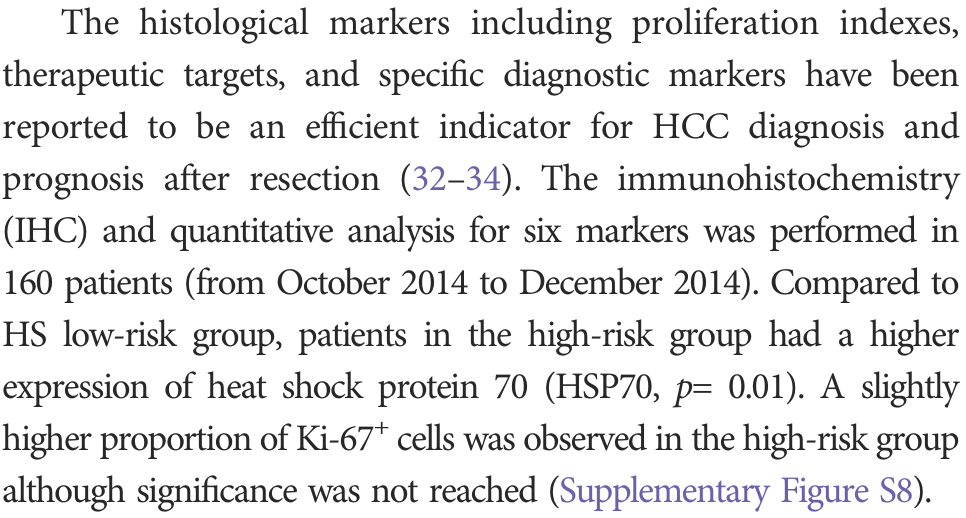 The histological markers including proliferation indexes,
therapeutic targets, and specific diagnostic markers have been
reported to be an efficient indicator for HCC diagnosis and
prognosis after resection (32–34). The immunohistochemistry
(IHC) and quantitative analysis for six markers was performed in
160 patients (from October 2014 to December 2014). Compared to
HS low-risk group, patients in the high-risk group had a higher
expression of heat shock protein 70 (HSP70, p= 0.01). A slightly
higher proportion of Ki-67⁺ cells was observed in the high-risk group
although significance was not reached (Supplementary Figure S8).